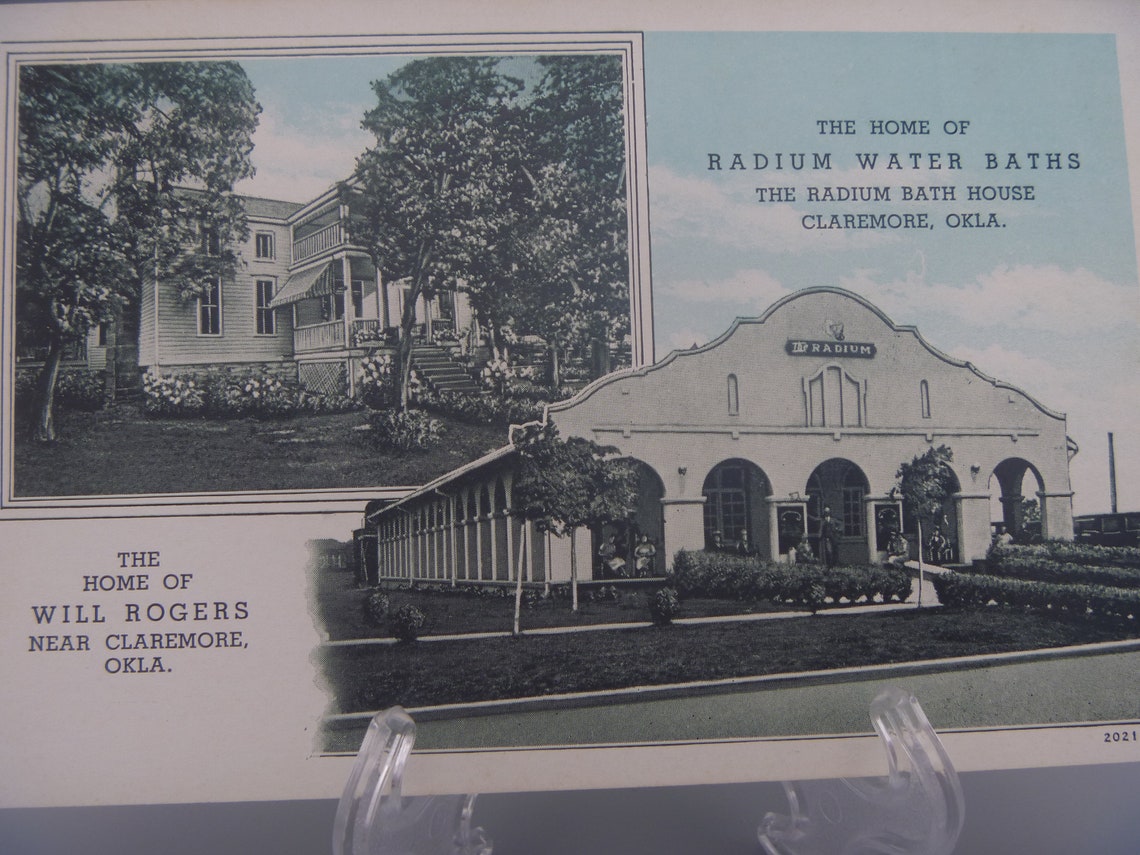 THE HOME OF
RADIUM WATER BATHS
THE RADIUM BATH HOUSE
CLAREMORE, OKLA.
RADIUM
THE
HOME OF
WILL ROGERS
NEAR CLAREMORE,
OKLA.
2021